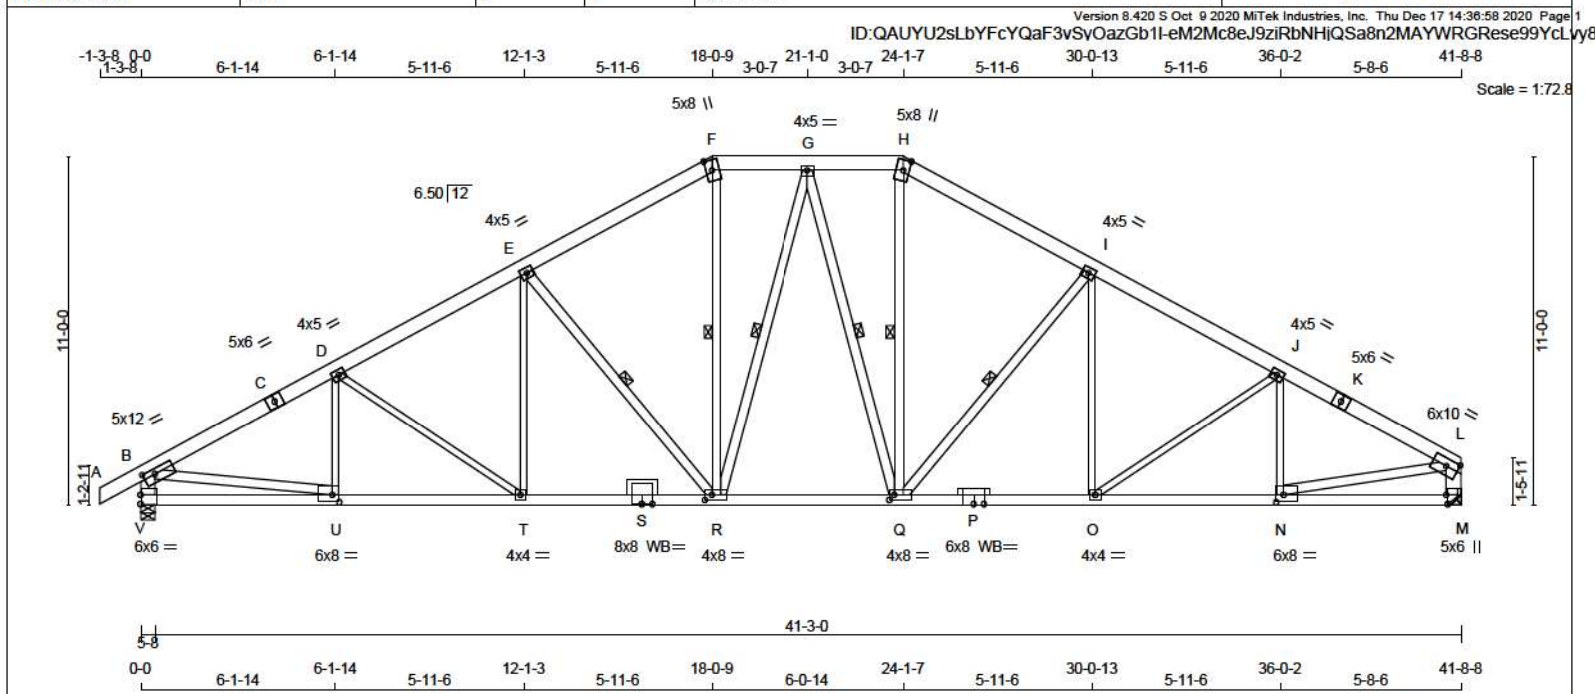 Version 8.420 S Oct 9 2020 MiTek Industries, Inc. Thu Dec 17 14:36:58 2020 Page 1
-1-3-8 0-0 6-1-14 12-1-3 18-0-9 21-1-0 24-1-7 30-0-13 36-0-2 41-8-8
1-3-8 6-1-14 5-11-6 5-11-6 3-0-7 3-0-7 5-11-6 5-11-6 5-8-6
Scale = 1:72.8
5x8 \\ 4x5 = 5x8 //
F G H
6.50 12
4x5 4x5
E I
11-0-0 11-0-0
4x5 4x5
5x6 D J 5x6
C K
5x12 6x10
B L
A
1-2-11 1-5-11
V U T S R Q P O N M
6x6 = 6x8 = 4x4 = 8x8 WB= 4x8 = 4x8 = 6x8 WB= 4x4 = 6x8 = 5x6 ||
41-3-0
5-8
0-0 6-1-14 12-1-3 18-0-9 24-1-7 30-0-13 36-0-2 41-8-8
6-1-14 5-11-6 5-11-6 6-0-14 5-11-6 5-11-6 5-8-6